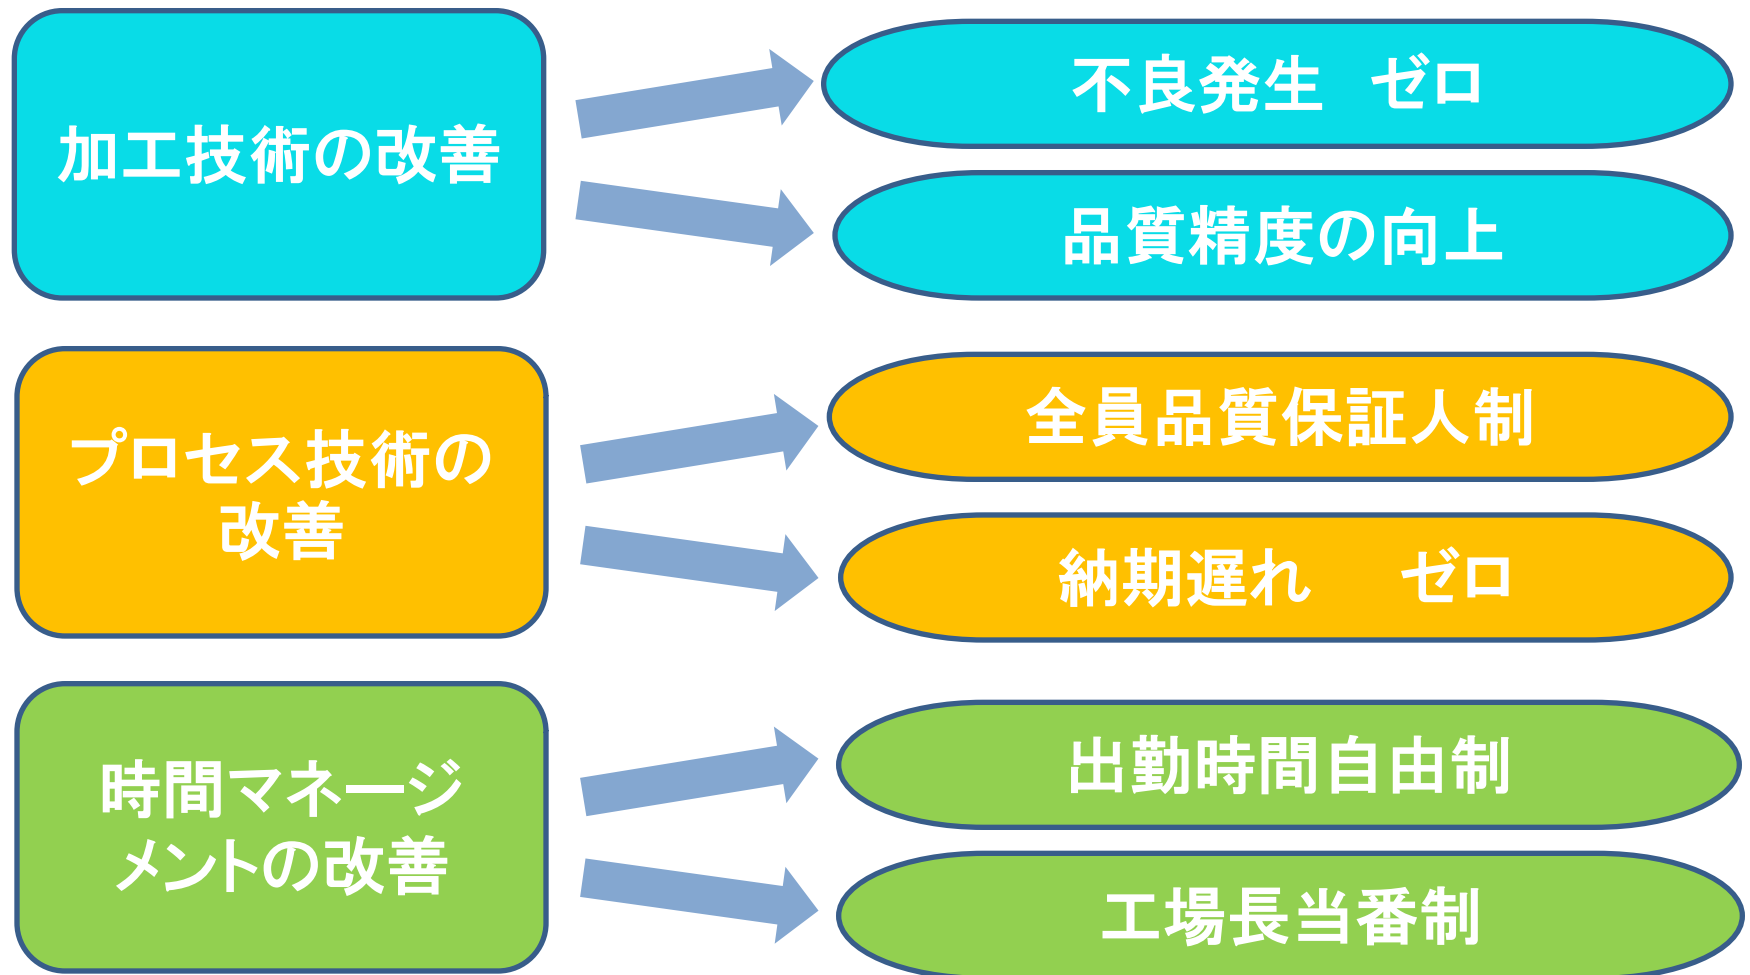 加工技術の改善
不良発生　ゼロ
品質精度の向上
プロセス技術の
改善
全員品質保証人制
納期遅れ　ゼロ
時間マネージ
メントの改善
出勤時間自由制
工場長当番制